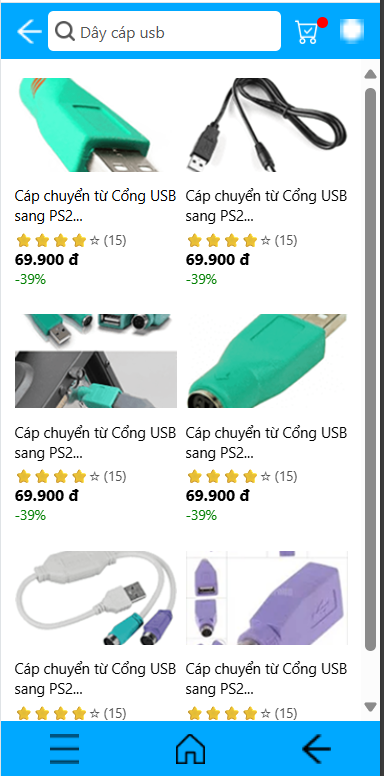 Dây cáp usb
Cáp chuyển từ Cổng USB
sang PS2...
(15)
69.900 đ
-39%
Cáp chuyển từ Cổng USB
sang PS2...
(15)
69.900 đ
-39%
Cáp chuyển từ Cổng USB
sang PS2...
(15)
69.900 đ
-39%
Cáp chuyển từ Cổng USB
sang PS2...
(15)
69.900 đ
-39%
Cáp chuyển từ Cổng USB
sang PS2...
(15)
Cáp chuyển từ Cổng USB
sang PS2...
(15)